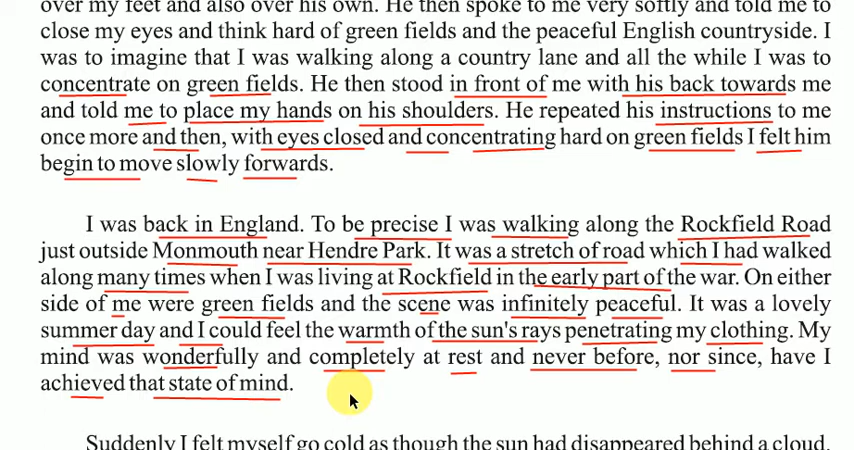 over my feet and also over his own. He then spoke to me very softly and told me to
close my eyes and think hard of green fields and the peaceful English countryside. I
was to imagine that I was walking along a country lane and all the while I was to
concentrate on green fields. He then stood in front of me with his back towards me
and told me to place my hands on his shoulders. He repeated his instructions to me
once more and then, with eyes closed and concentrating hard on green fields I felt him
begin to move slowly forwards.
I was back in England. To be precise I was walking along the Rockfield Road
just outside Monmouth near Hendre Park. It was a stretch of road which I had walked
along many times when I was living at Rockfield in the early part of the war. On either
side of me were green fields and the scene was infinitely peaceful. It was a lovely
summer day and I could feel the warmth of the sun's rays penetrating my clothing. My
mind was wonderfully and completely at rest and never before, nor since, have I
achieved that state of mind.
Suddenly I felt myself go cold as though the sun had disappeared behind a cloud.